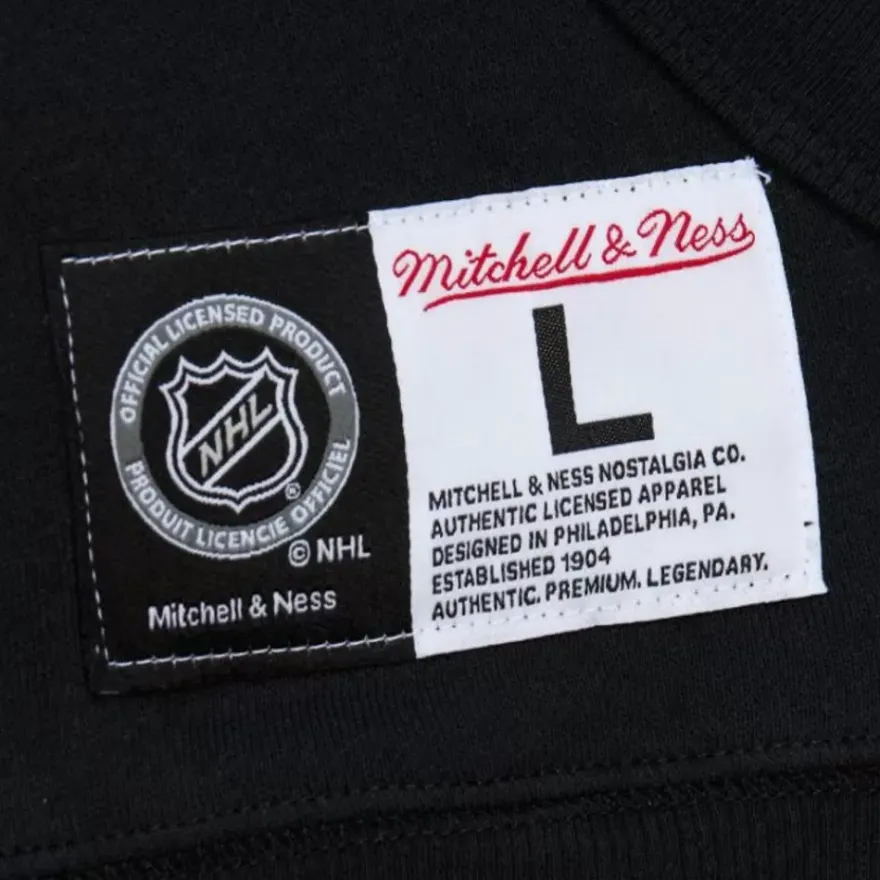 OFFICIAL LICENSED PRODUCT
NHL
®
PRODUIT LICENCIE OFFICIEL
© NHL
Mitchell & Ness
Mitchell & Ness
L
MITCHELL & NESS NOSTALGIA CO.
AUTHENTIC LICENSED APPAREL
DESIGNED IN PHILADELPHIA, PA.
ESTABLISHED 1904
AUTHENTIC. PREMIUM. LEGENDARY.